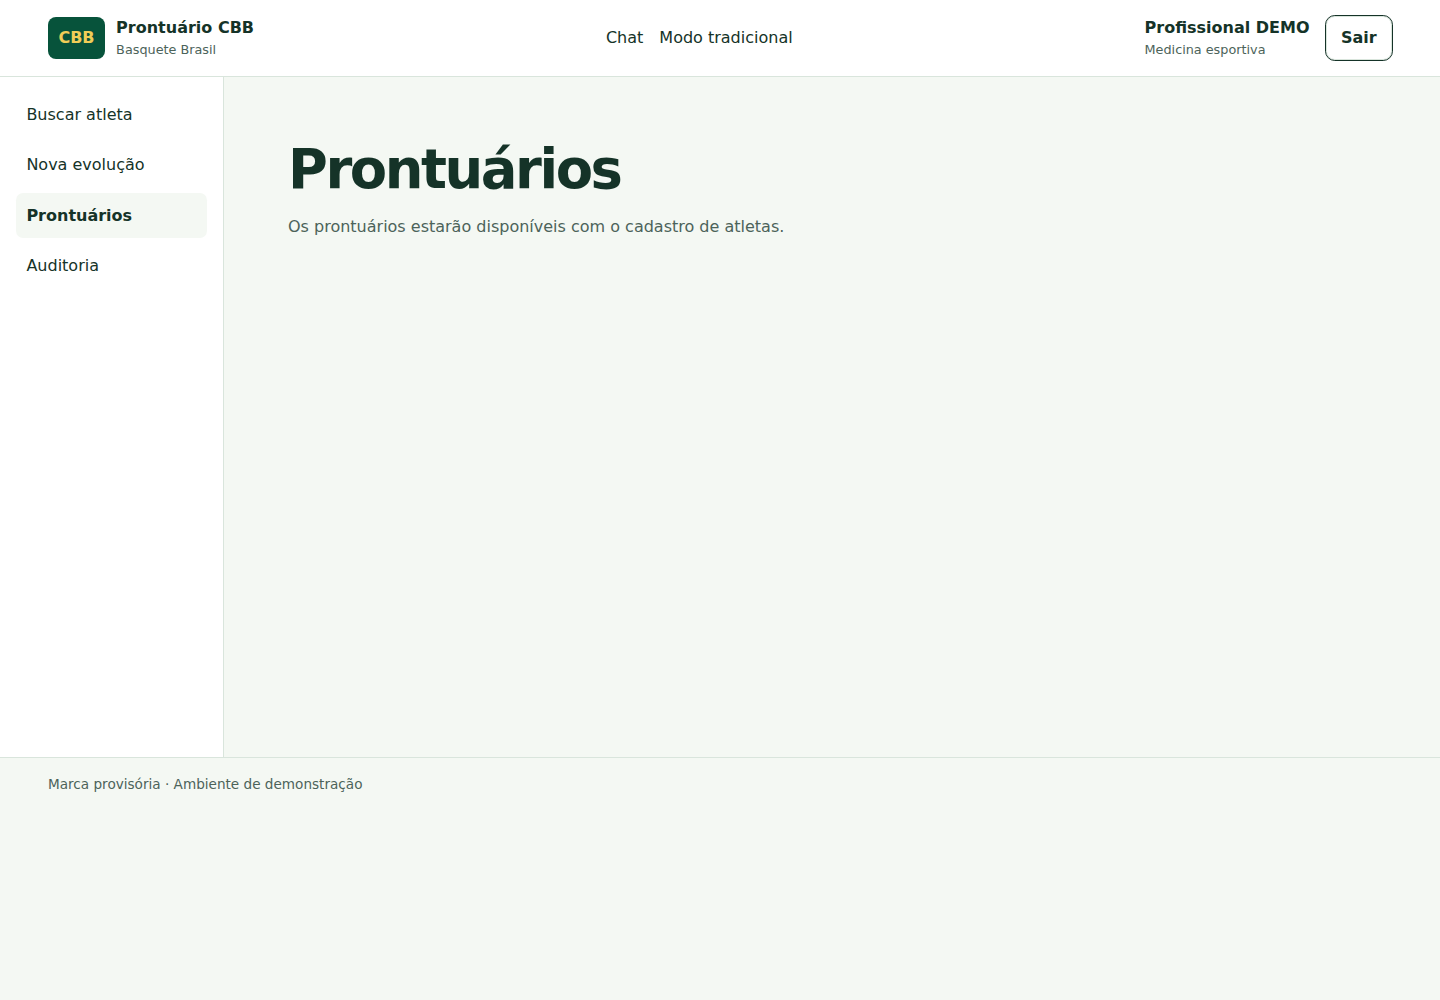 CBB
Prontuário CBB
Basquete Brasil
Chat
Modo tradicional
Profissional DEMO
Medicina esportiva
Sair
Buscar atleta
Nova evolução
Prontuários
Auditoria
Prontuários
Os prontuários estarão disponíveis com o cadastro de atletas.
Marca provisória · Ambiente de demonstração